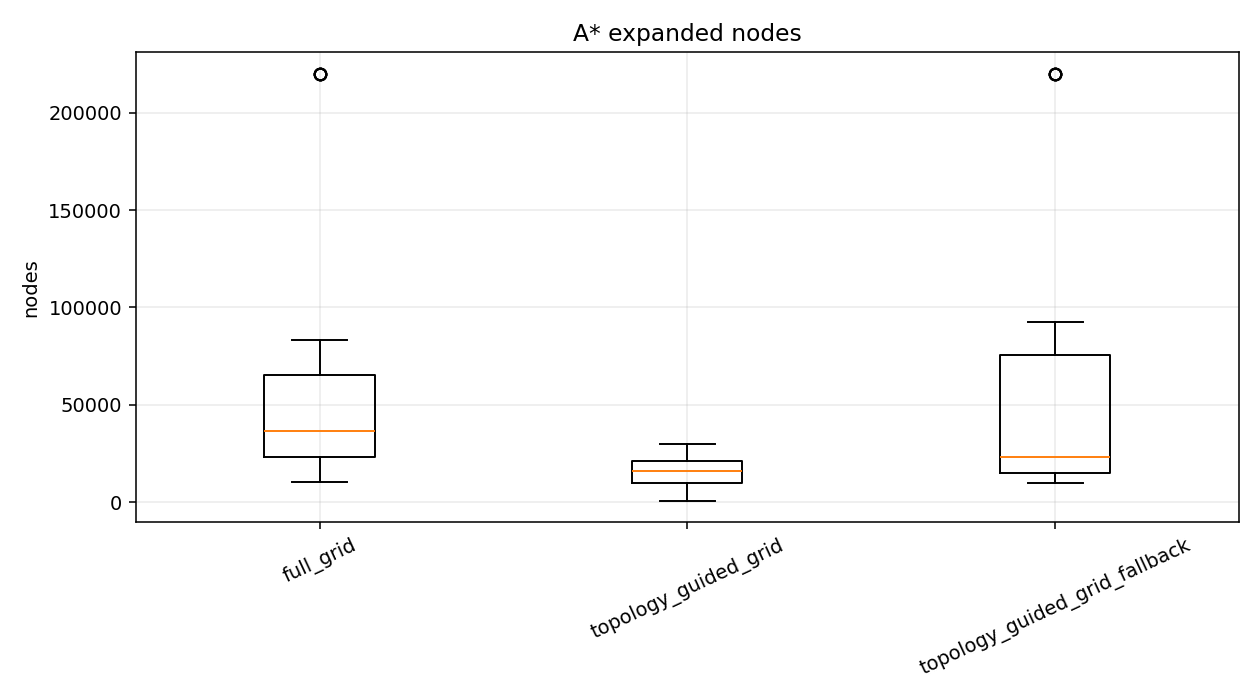 A* expanded nodes
nodes
200000
150000
100000
50000
0
full_grid
topology_guided_grid
topology_guided_grid_fallback